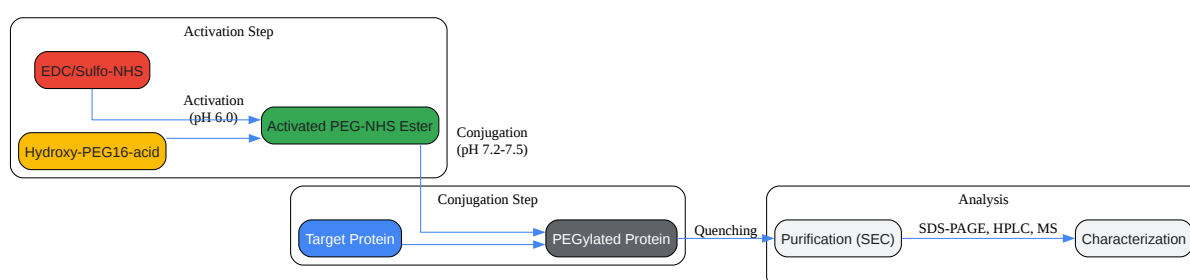 Activation Step
EDC/Sulfo-NHS
Activation
(pH 6.0)
Activated PEG-NHS Ester
Hydroxy-PEG16-acid
Conjugation
(pH 7.2-7.5)
Conjugation Step
Target Protein
PEGylated Protein
Quenching
Analysis
Purification (SEC)
SDS-PAGE, HPLC, MS
Characterization